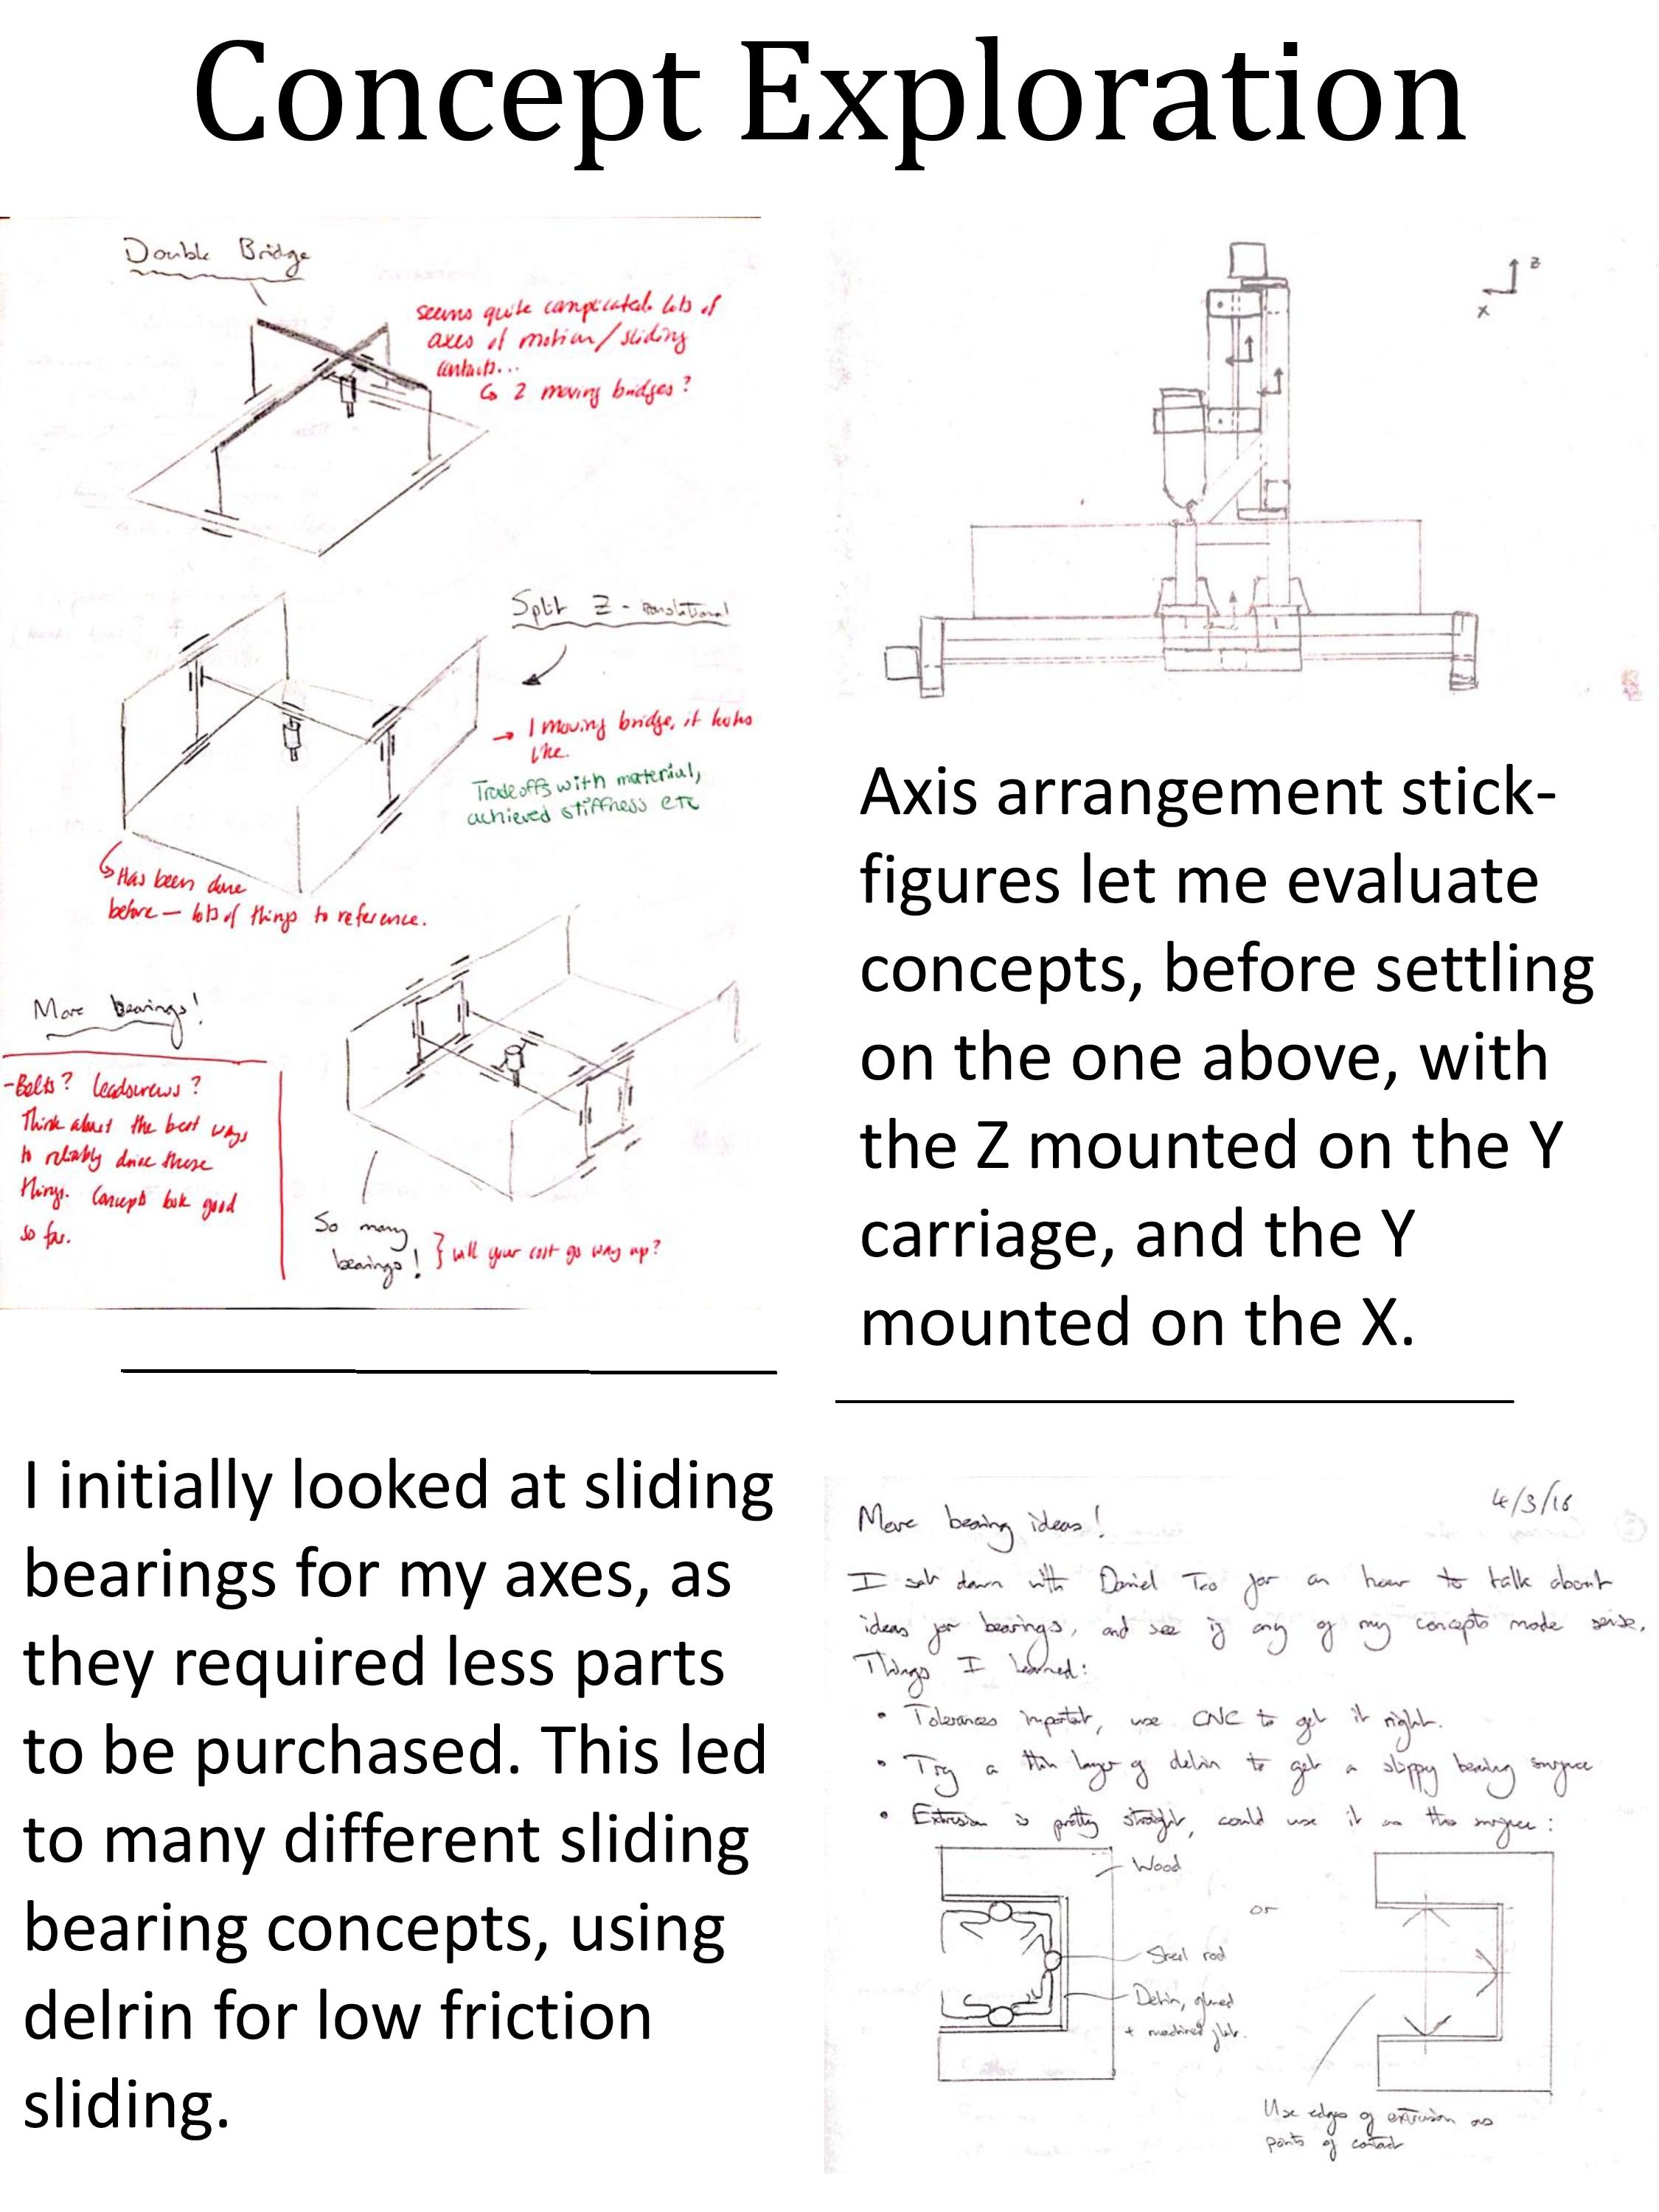 Concept Exploration
Double Bridge
seems quite complicated. lots of
axes of motion/sliding
contacts...
2 moving bridges?
Split Z - translational
→ 1 moving bridge, it looks
like.
Tradeoffs with material,
achieved stiffness etc
Has been done
before — lots of things to reference.
More bearings!
-Belts? leadscrews?
Think about the best ways
to reliably drive these
things. Concepts look good
so far.
So many
bearings!
} will your cost go way up?
z
x
Axis arrangement stick-
figures let me evaluate
concepts, before settling
on the one above, with
the Z mounted on the Y
carriage, and the Y
mounted on the X.
I initially looked at sliding
bearings for my axes, as
they required less parts
to be purchased. This led
to many different sliding
bearing concepts, using
delrin for low friction
sliding.
4/3/16
More bearing ideas!
I sat down with Daniel Teo for an hour to talk about
ideas for bearings, and see if any of my concepts made sense.
Things I learned:
• Tolerances important, use CNC to get it right.
• Try a thin layer of delrin to get a slippy bearing surface
• Extrusion is pretty straight, could use it as the surface:
Wood
or
Steel rod
Delrin, glued
+ machined flat.
Use edges of extrusion as
points of contact